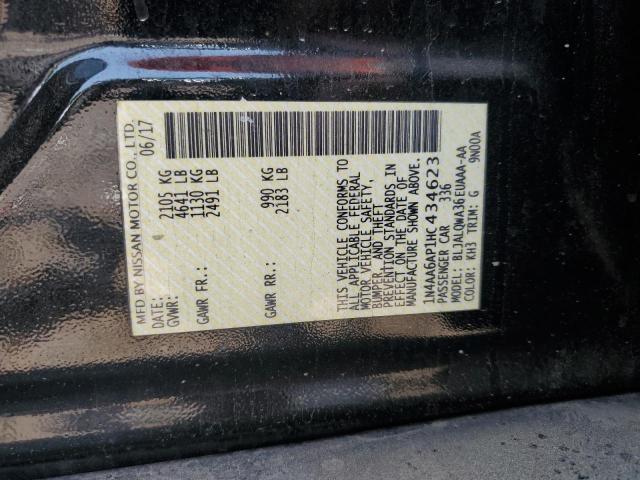 MFD BY NISSAN MOTOR CO., LTD.
DATE: 06/17
GVWR: 2105 KG
4641 LB
GAWR FR.: 1130 KG
2491 LB
GAWR RR.: 990 KG
2183 LB
THIS VEHICLE CONFORMS TO
ALL APPLICABLE FEDERAL
MOTOR VEHICLE SAFETY,
BUMPER, AND THEFT
PREVENTION STANDARDS IN
EFFECT ON THE DATE OF
MANUFACTURE SHOWN ABOVE.
1N4AA6AP1HC434623
PASSENGER CAR 336
MODEL: BLJALQWA36EUAAA-AA
COLOR: KH3 TRIM: G 9N00A